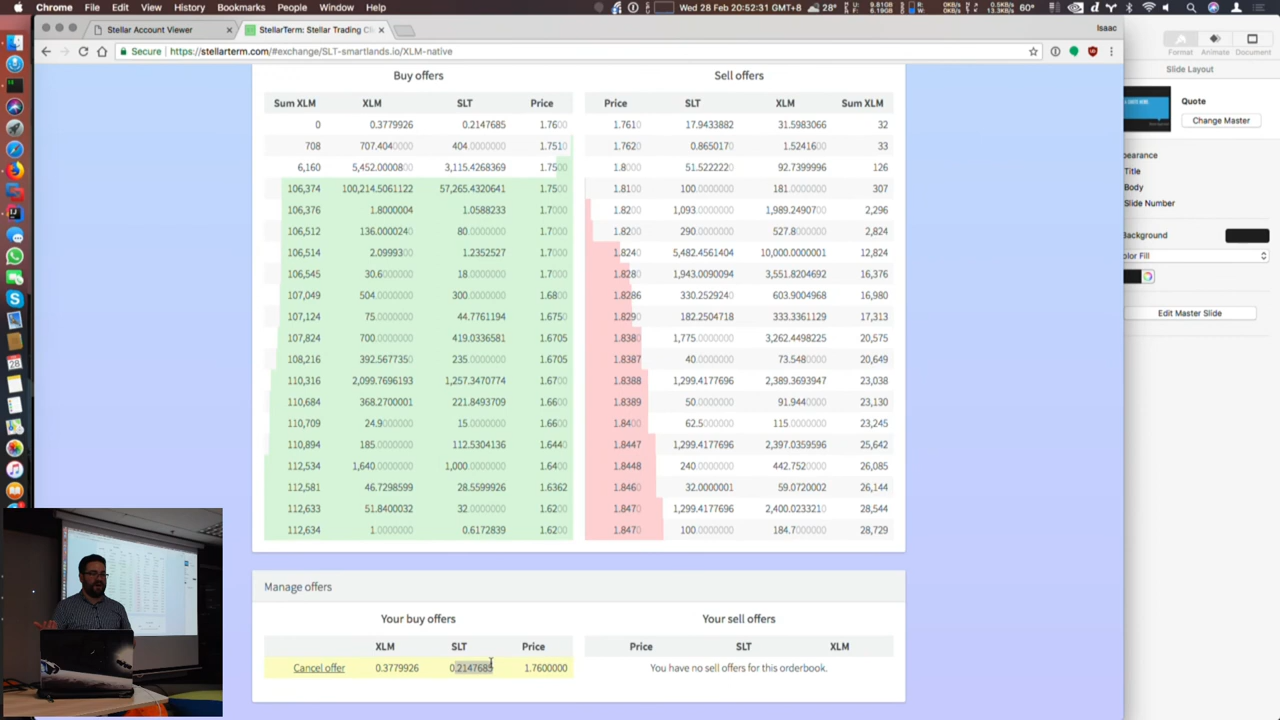 Chrome File Edit View History Bookmarks People Window Help
Wed 28 Feb 20:52:31 GMT+8
Stellar Account Viewer
StellarTerm: Stellar Trading Cli
Isaac
Secure https://stellarterm.com/#exchange/SLT-smartlands.io/XLM-native
Format Animate Document
Slide Layout
Quote
Change Master
pearance
Title
Body
Slide Number
Background
olor Fill
Edit Master Slide
Buy offers
Sum XLM XLM SLT Price
0 0.3779926 0.2147685 1.7600
708 707.4040000 404.0000000 1.7510
6,160 5,452.0000800 3,115.4268369 1.7500
106,374 100,214.5061122 57,265.4320641 1.7500
106,376 1.8000004 1.0588233 1.7000
106,512 136.0000240 80.0000000 1.7000
106,514 2.0999300 1.2352527 1.7000
106,545 30.6000000 18.0000000 1.7000
107,049 504.0000000 300.0000000 1.6800
107,124 75.0000000 44.7761194 1.6750
107,824 700.0000000 419.0336581 1.6705
108,216 392.5677350 235.0000000 1.6705
110,316 2,099.7696193 1,257.3470774 1.6700
110,684 368.2700001 221.8493709 1.6600
110,709 24.9000000 15.0000000 1.6600
110,894 185.0000000 112.5304136 1.6440
112,534 1,640.0000000 1,000.0000000 1.6400
112,581 46.7298599 28.5599926 1.6362
112,633 51.8400032 32.0000000 1.6200
112,634 1.0000000 0.6172839 1.6200
Sell offers
Price SLT XLM Sum XLM
1.7610 17.9433882 31.5983066 32
1.7620 0.8650170 1.5241600 33
1.8000 51.5222220 92.7399996 126
1.8100 100.0000000 181.0000000 307
1.8200 1,093.0000000 1,989.2490700 2,296
1.8200 290.0000000 527.8000000 2,824
1.8240 5,482.4561404 10,000.0000001 12,824
1.8280 1,943.0090094 3,551.8204692 16,376
1.8286 330.2529240 603.9004968 16,980
1.8290 182.2504718 333.3361129 17,313
1.8380 1,775.0000000 3,262.4498225 20,575
1.8387 40.0000000 73.5480000 20,649
1.8388 1,299.4177696 2,389.3693947 23,038
1.8389 50.0000000 91.9440000 23,130
1.8400 62.5000000 115.0000000 23,245
1.8447 1,299.4177696 2,397.0359596 25,642
1.8448 240.0000000 442.7520000 26,085
1.8460 32.0000001 59.0720002 26,144
1.8470 1,299.4177696 2,400.0233210 28,544
1.8470 100.0000000 184.7000000 28,729
Manage offers
Your buy offers
XLM SLT Price
Cancel offer 0.3779926 0.2147685 1.7600000
Your sell offers
Price SLT XLM
You have no sell offers for this orderbook.